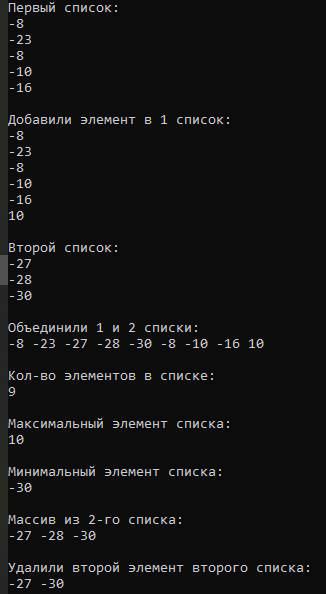 Первый список:
-8
-23
-8
-10
-16
Добавили элемент в 1 список:
-8
-23
-8
-10
-16
10
Второй список:
-27
-28
-30
Объединили 1 и 2 списки:
-8 -23 -27 -28 -30 -8 -10 -16 10
Кол-во элементов в списке:
9
Максимальный элемент списка:
10
Минимальный элемент списка:
-30
Массив из 2-го списка:
-27 -28 -30
Удалили второй элемент второго списка:
-27 -30